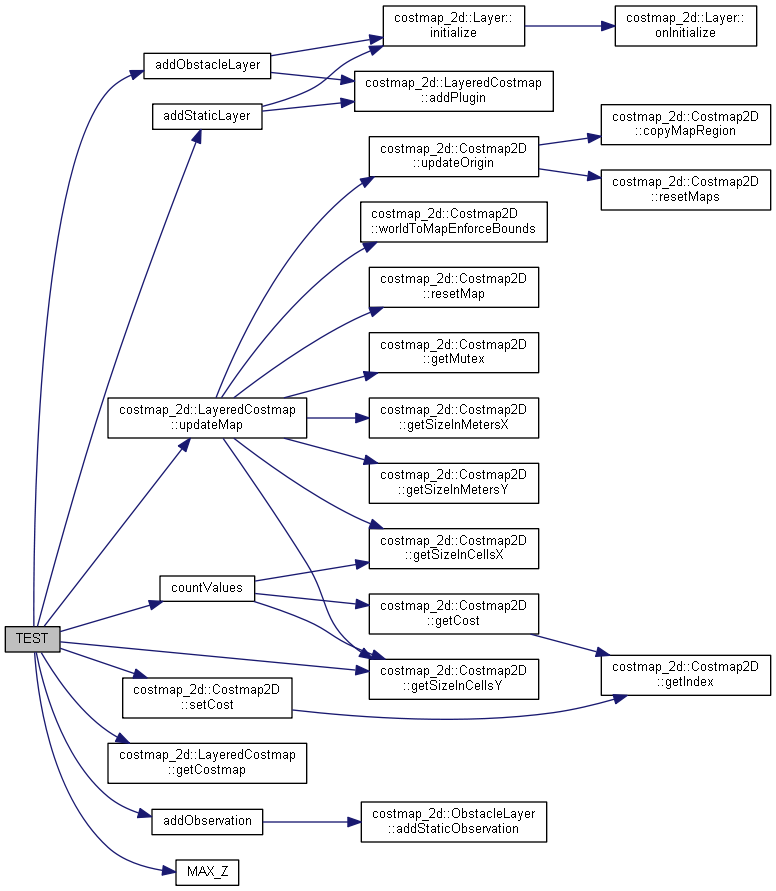 costmap_2d::Layer::
initialize
costmap_2d::Layer::
onInitialize
addObstacleLayer
costmap_2d::LayeredCostmap
::addPlugin
addStaticLayer
costmap_2d::Costmap2D
::copyMapRegion
costmap_2d::Costmap2D
::updateOrigin
costmap_2d::Costmap2D
::resetMaps
costmap_2d::Costmap2D
::worldToMapEnforceBounds
costmap_2d::Costmap2D
::resetMap
costmap_2d::Costmap2D
::getMutex
costmap_2d::LayeredCostmap
::updateMap
costmap_2d::Costmap2D
::getSizeInMetersX
costmap_2d::Costmap2D
::getSizeInMetersY
costmap_2d::Costmap2D
::getSizeInCellsX
countValues
costmap_2d::Costmap2D
::getCost
TEST
costmap_2d::Costmap2D
::getSizeInCellsY
costmap_2d::Costmap2D
::getIndex
costmap_2d::Costmap2D
::setCost
costmap_2d::LayeredCostmap
::getCostmap
addObservation
costmap_2d::ObstacleLayer
::addStaticObservation
MAX_Z